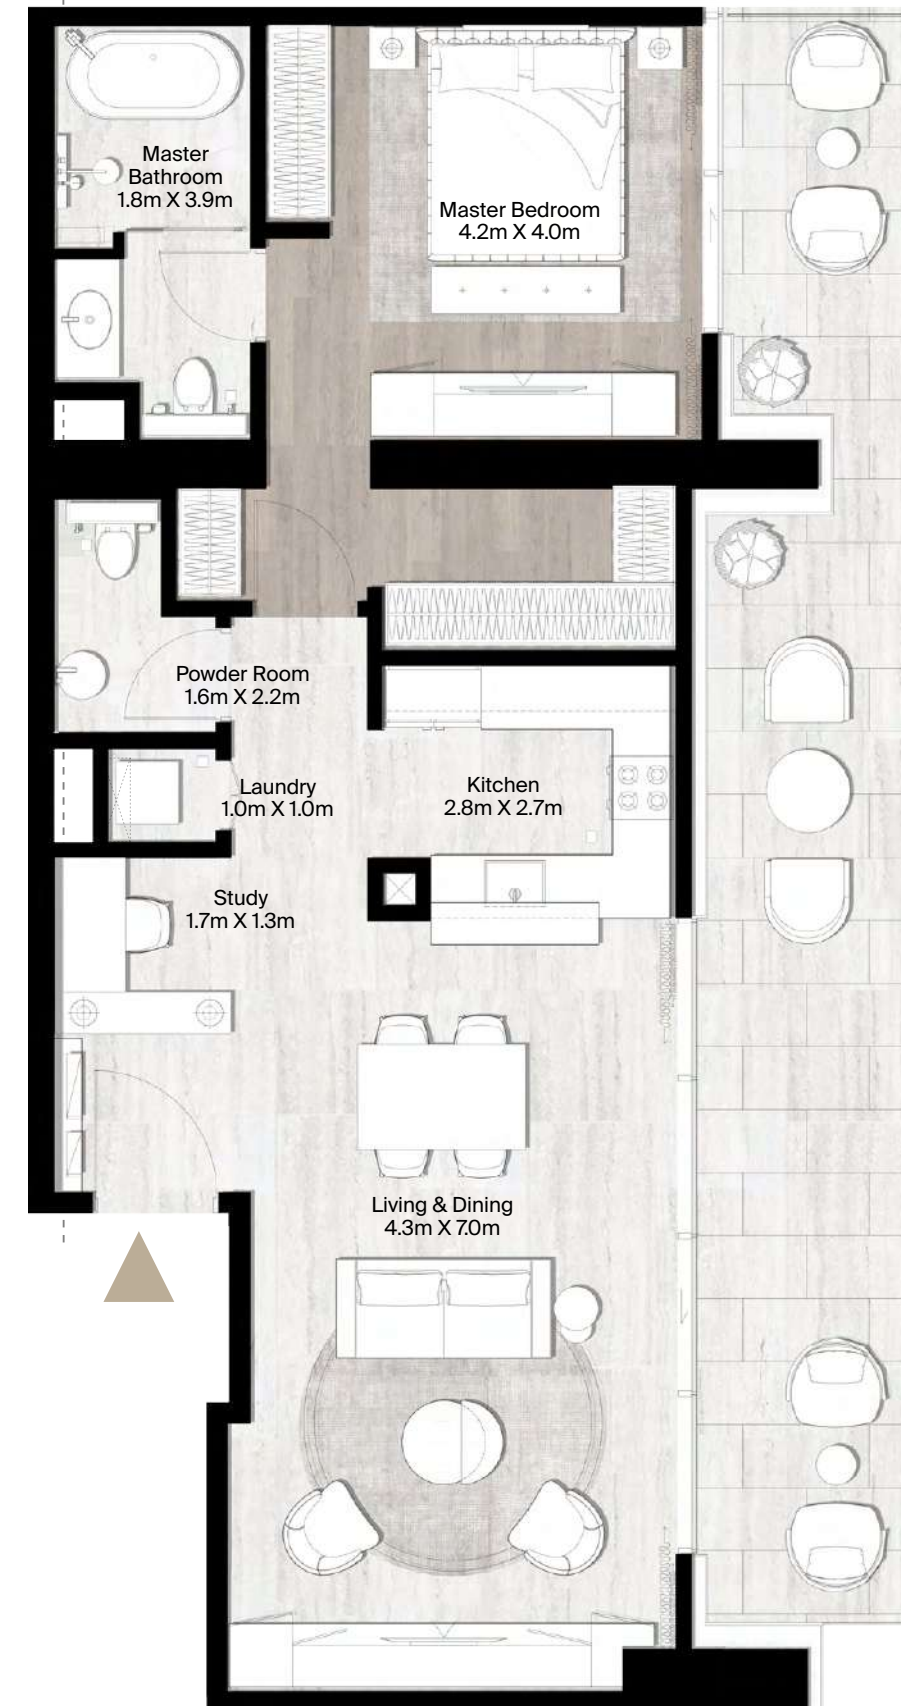 Master
Bathroom
1.8m X 3.9m
Master Bedroom
4.2m X 4.0m
Powder Room
1.6m X 2.2m
Laundry
1.0m X 1.0m
Kitchen
2.8m X 2.7m
Study
1.7m X 1.3m
Living & Dining
4.3m X 7.0m